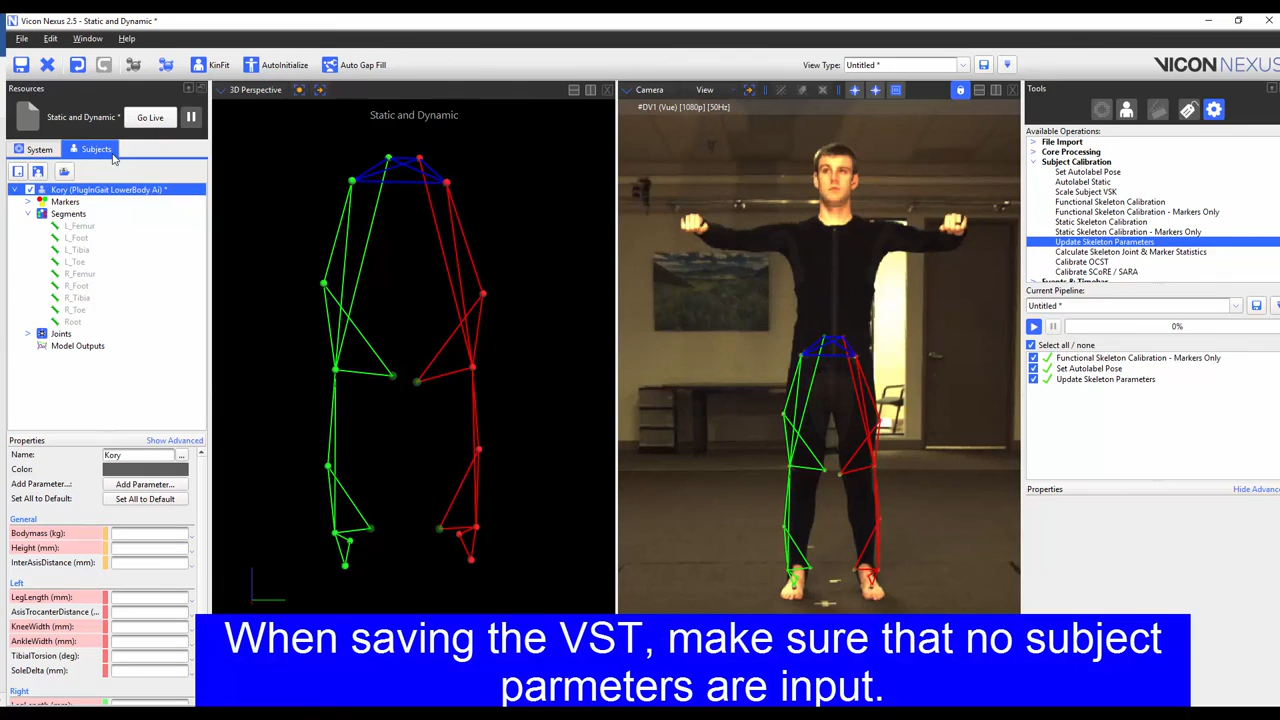 Vicon Nexus 2.5 - Static and Dynamic *
File Edit Window Help
KinFit AutoInitialize Auto Gap Fill View Type: Untitled * VICON NEXUS
Resources
Static and Dynamic * Go Live
System Subjects
Kory (PlugInGait LowerBody Ai) *
Markers
Segments
L_Femur
L_Foot
L_Tibia
L_Toe
R_Femur
R_Foot
R_Tibia
R_Toe
Root
Joints
Model Outputs
Properties Show Advanced
Name: Kory ...
Color:
Add Parameter... Add Parameter...
Set All to Default: Set All to Default
General
Bodymass (kg):
Height (mm):
InterAsisDistance (mm):
Left
LegLength (mm):
AsisTrocanterDistance (...
KneeWidth (mm):
AnkleWidth (mm):
TibialTorsion (deg):
SoleDelta (mm):
Right
3D Perspective
Static and Dynamic
Camera View
#DV1 (Vue) [1080p] [50Hz]
Tools
Available Operations:
File Import
Core Processing
Subject Calibration
Set Autolabel Pose
Autolabel Static
Scale Subject VSK
Functional Skeleton Calibration
Functional Skeleton Calibration - Markers Only
Static Skeleton Calibration
Static Skeleton Calibration - Markers Only
Update Skeleton Parameters
Calculate Skeleton Joint & Marker Statistics
Calibrate OCST
Calibrate SCoRE / SARA
Events & Timebar
Current Pipeline:
Untitled *
0%
Select all / none
Functional Skeleton Calibration - Markers Only
Set Autolabel Pose
Update Skeleton Parameters
Properties
Hide Advanc
When saving the VST, make sure that no subject
parmeters are input.